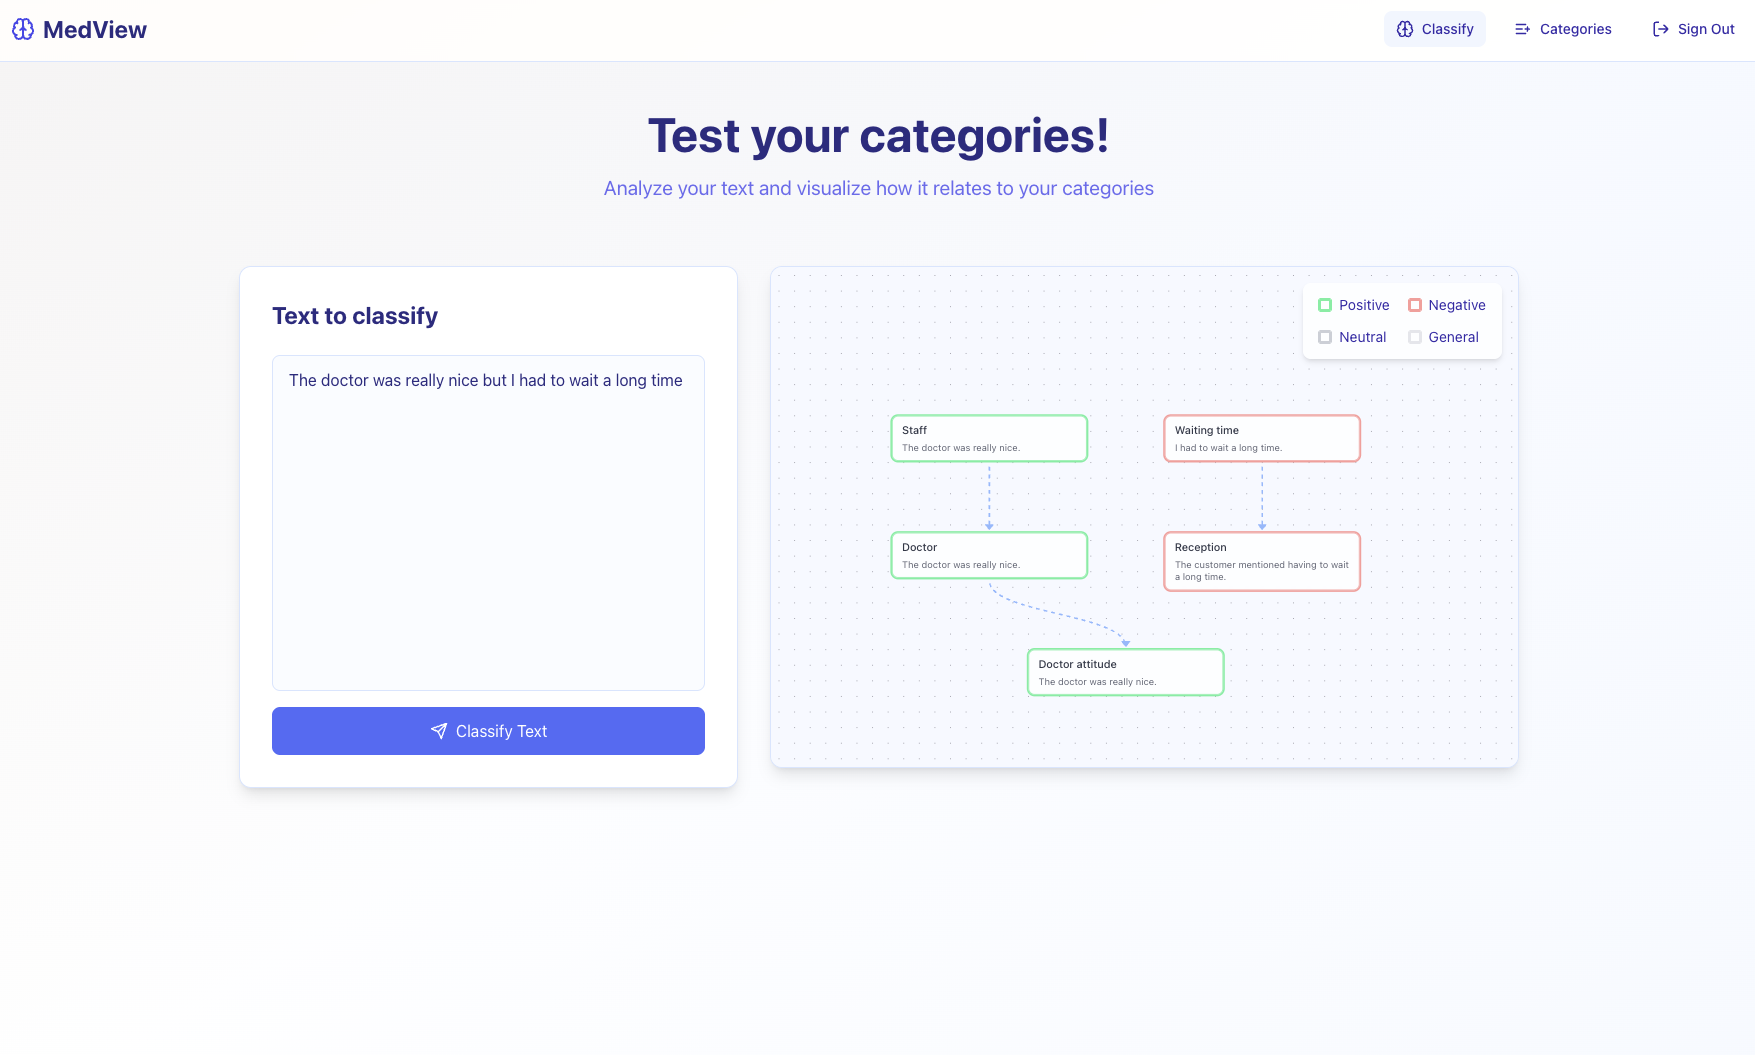 MedView
Classify
Categories
Sign Out
Test your categories!
Analyze your text and visualize how it relates to your categories
Text to classify
The doctor was really nice but I had to wait a long time
Classify Text
Positive
Negative
Neutral
General
Staff
The doctor was really nice.
Waiting time
I had to wait a long time.
Doctor
The doctor was really nice.
Reception
The customer mentioned having to wait
a long time.
Doctor attitude
The doctor was really nice.